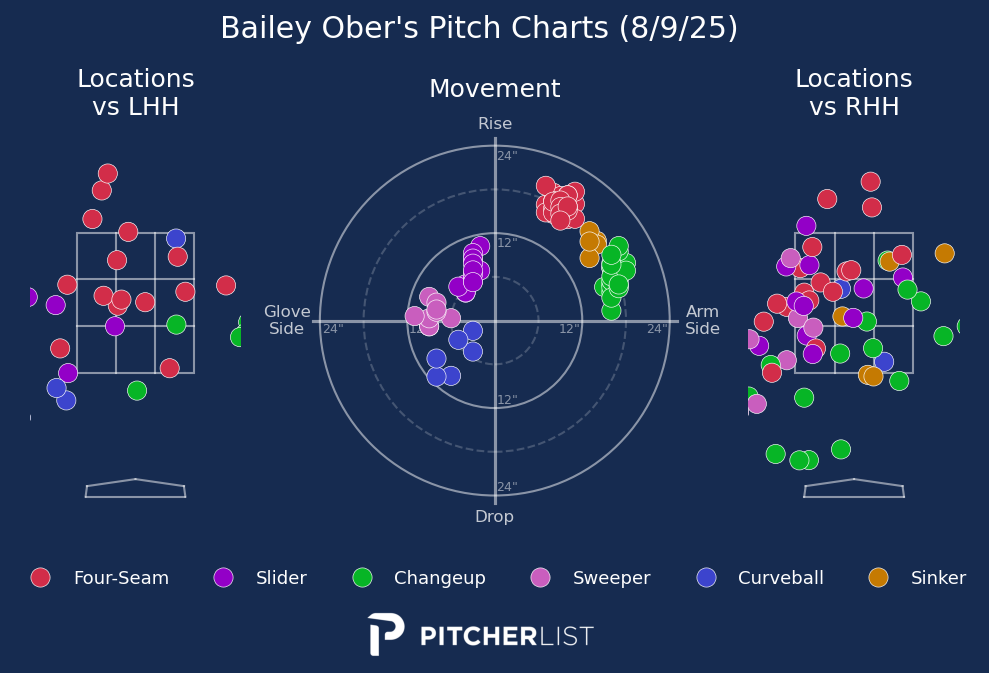 Bailey Ober's Pitch Charts (8/9/25)
Locations
vs LHH
Movement
Locations
vs RHH
Rise
24"
12"
Glove
Side
24"
12"
24"
Arm
Side
12"
24"
Drop
Four-Seam
Slider
Changeup
Sweeper
Curveball
Sinker
PITCHERLIST